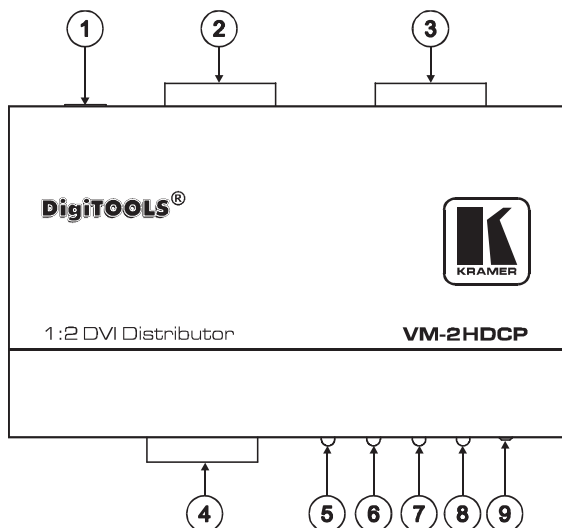 1 2 3
DigiTOOLS®
KRAMER
1:2 DVI Distributor VM-2HDCP
4 5 6 7 8 9